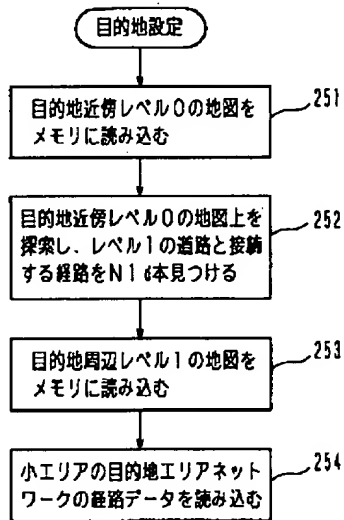 目的地設定
目的地近傍レベル0の地図を
メモリに読み込む
251
目的地近傍レベル0の地図上を
探索し、レベル1の道路と接続
する経路をN1d本見つける
252
目的地周辺レベル1の地図を
メモリに読み込む
253
小エリアの目的地エリアネット
ワークの経路データを読み込む
254